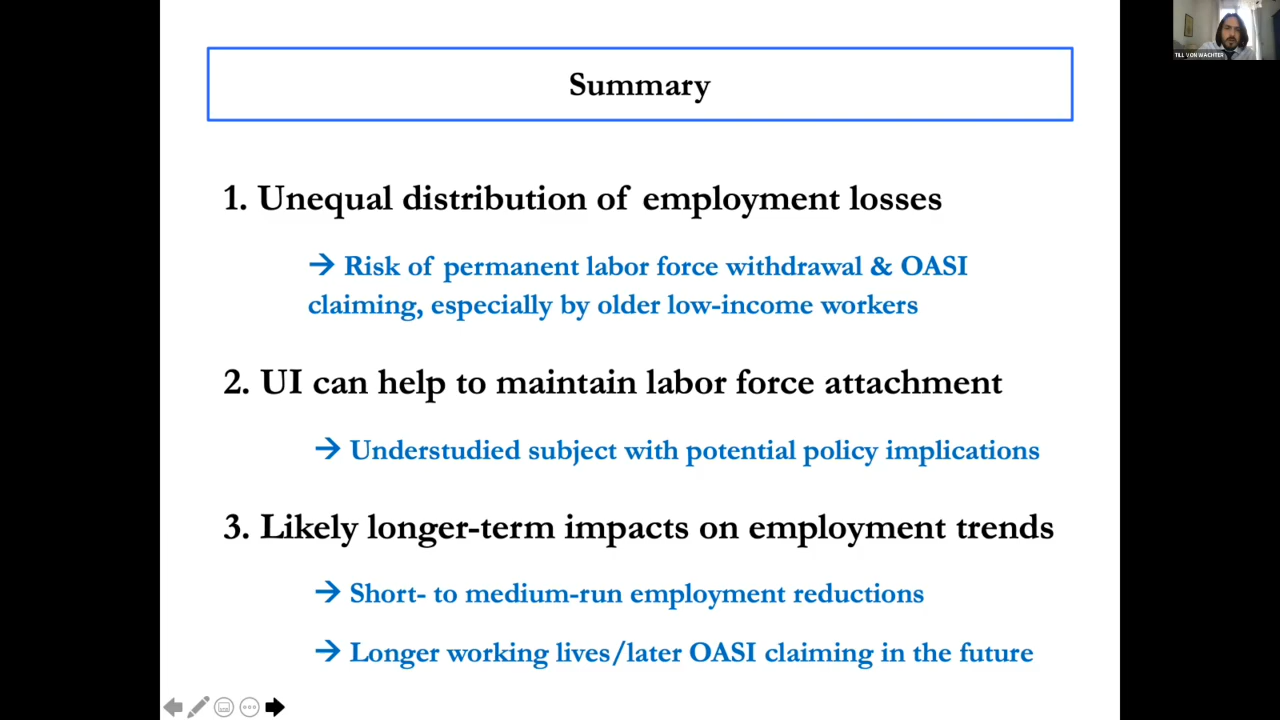 TILL VON WACHTER
Summary
1. Unequal distribution of employment losses
→ Risk of permanent labor force withdrawal & OASI
claiming, especially by older low-income workers
2. UI can help to maintain labor force attachment
→ Understudied subject with potential policy implications
3. Likely longer-term impacts on employment trends
→ Short- to medium-run employment reductions
→ Longer working lives/later OASI claiming in the future